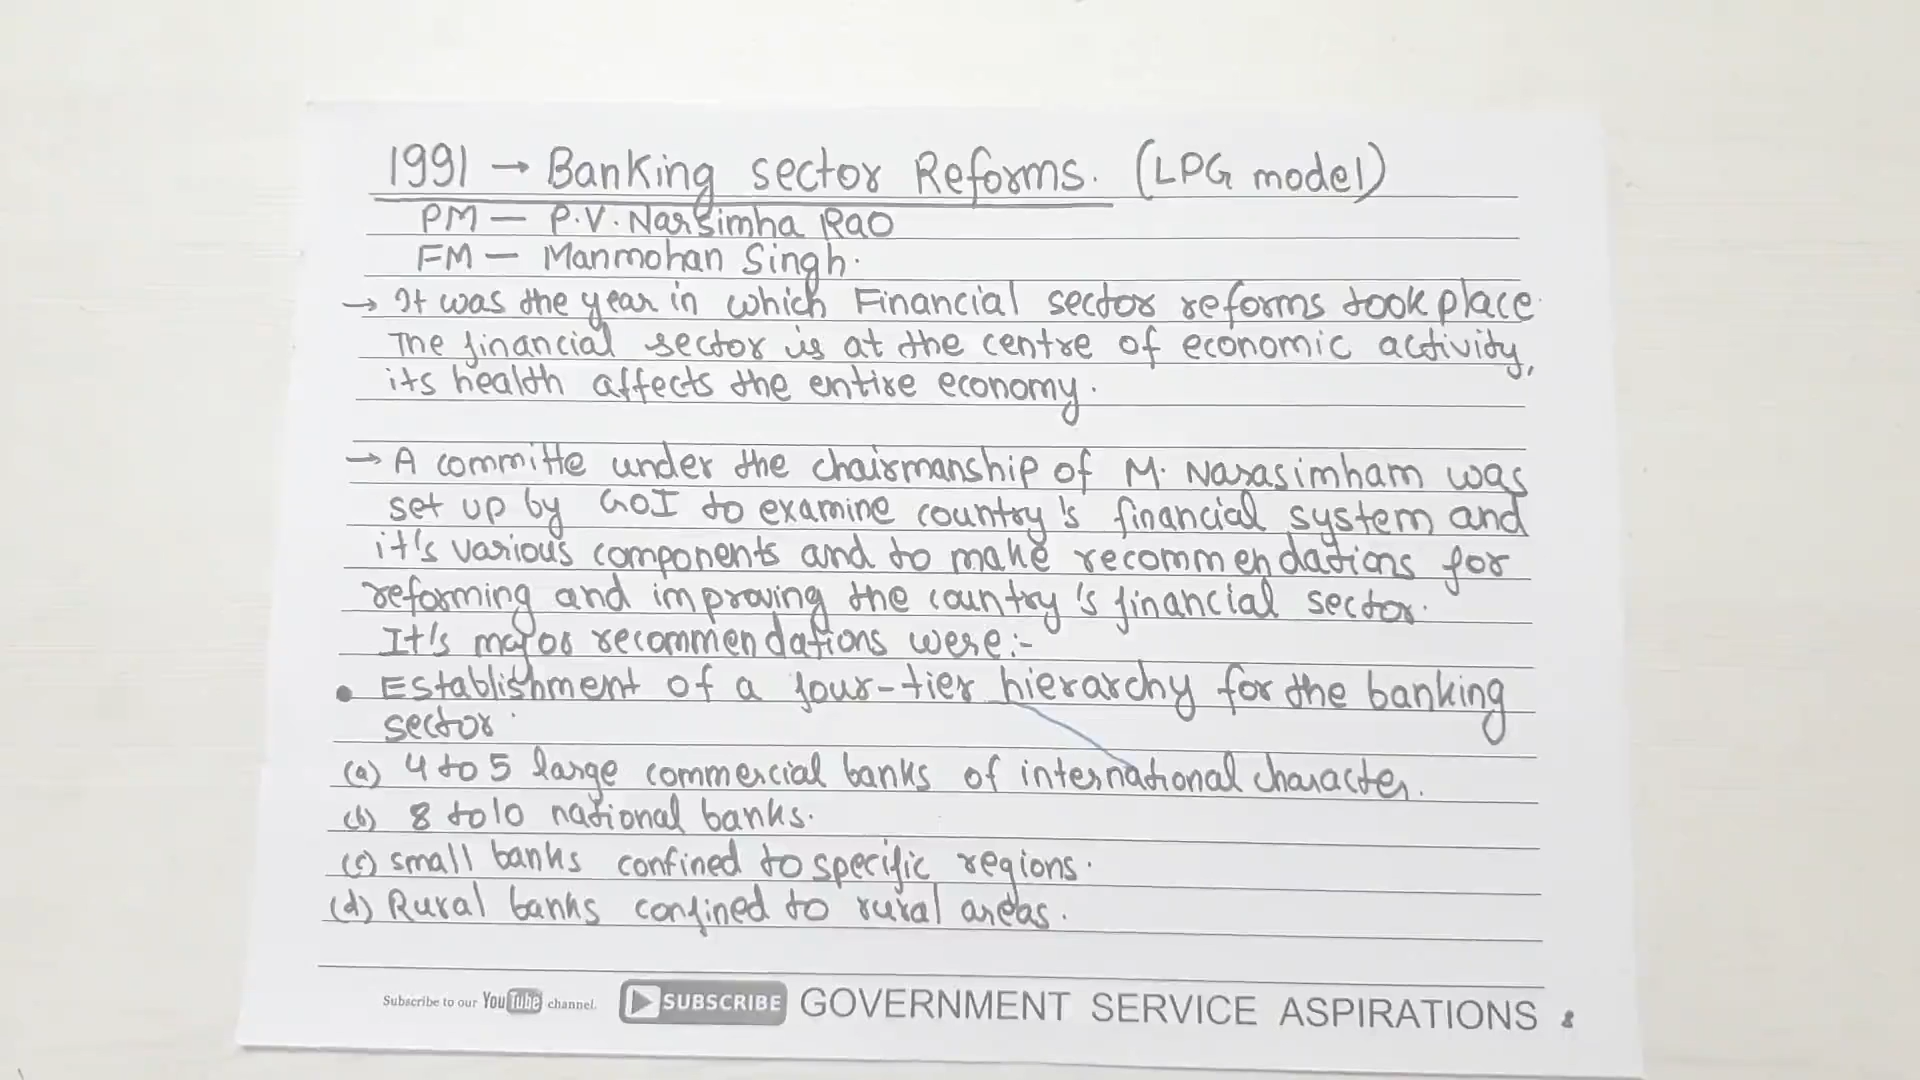 1991 → Banking sector Reforms. (LPG model)
PM — P.V. Narsimha Rao
FM — Manmohan Singh.
→ It was the year in which Financial sector reforms took place.
The financial sector is at the centre of economic activity,
its health affects the entire economy.
→ A committe under the chairmanship of M. Narasimham was
set up by GOI to examine country's financial system and
it's various components and to make recommendations for
reforming and improving the country's financial sector.
It's major recommendations were:-
• Establishment of a four-tier hierarchy for the banking
sector.
(a) 4 to 5 large commercial banks of international character.
(b) 8 to 10 national banks.
(c) small banks confined to specific regions.
(d) Rural banks confined to rural areas.
Subscribe to our YouTube channel. SUBSCRIBE GOVERNMENT SERVICE ASPIRATIONS 8